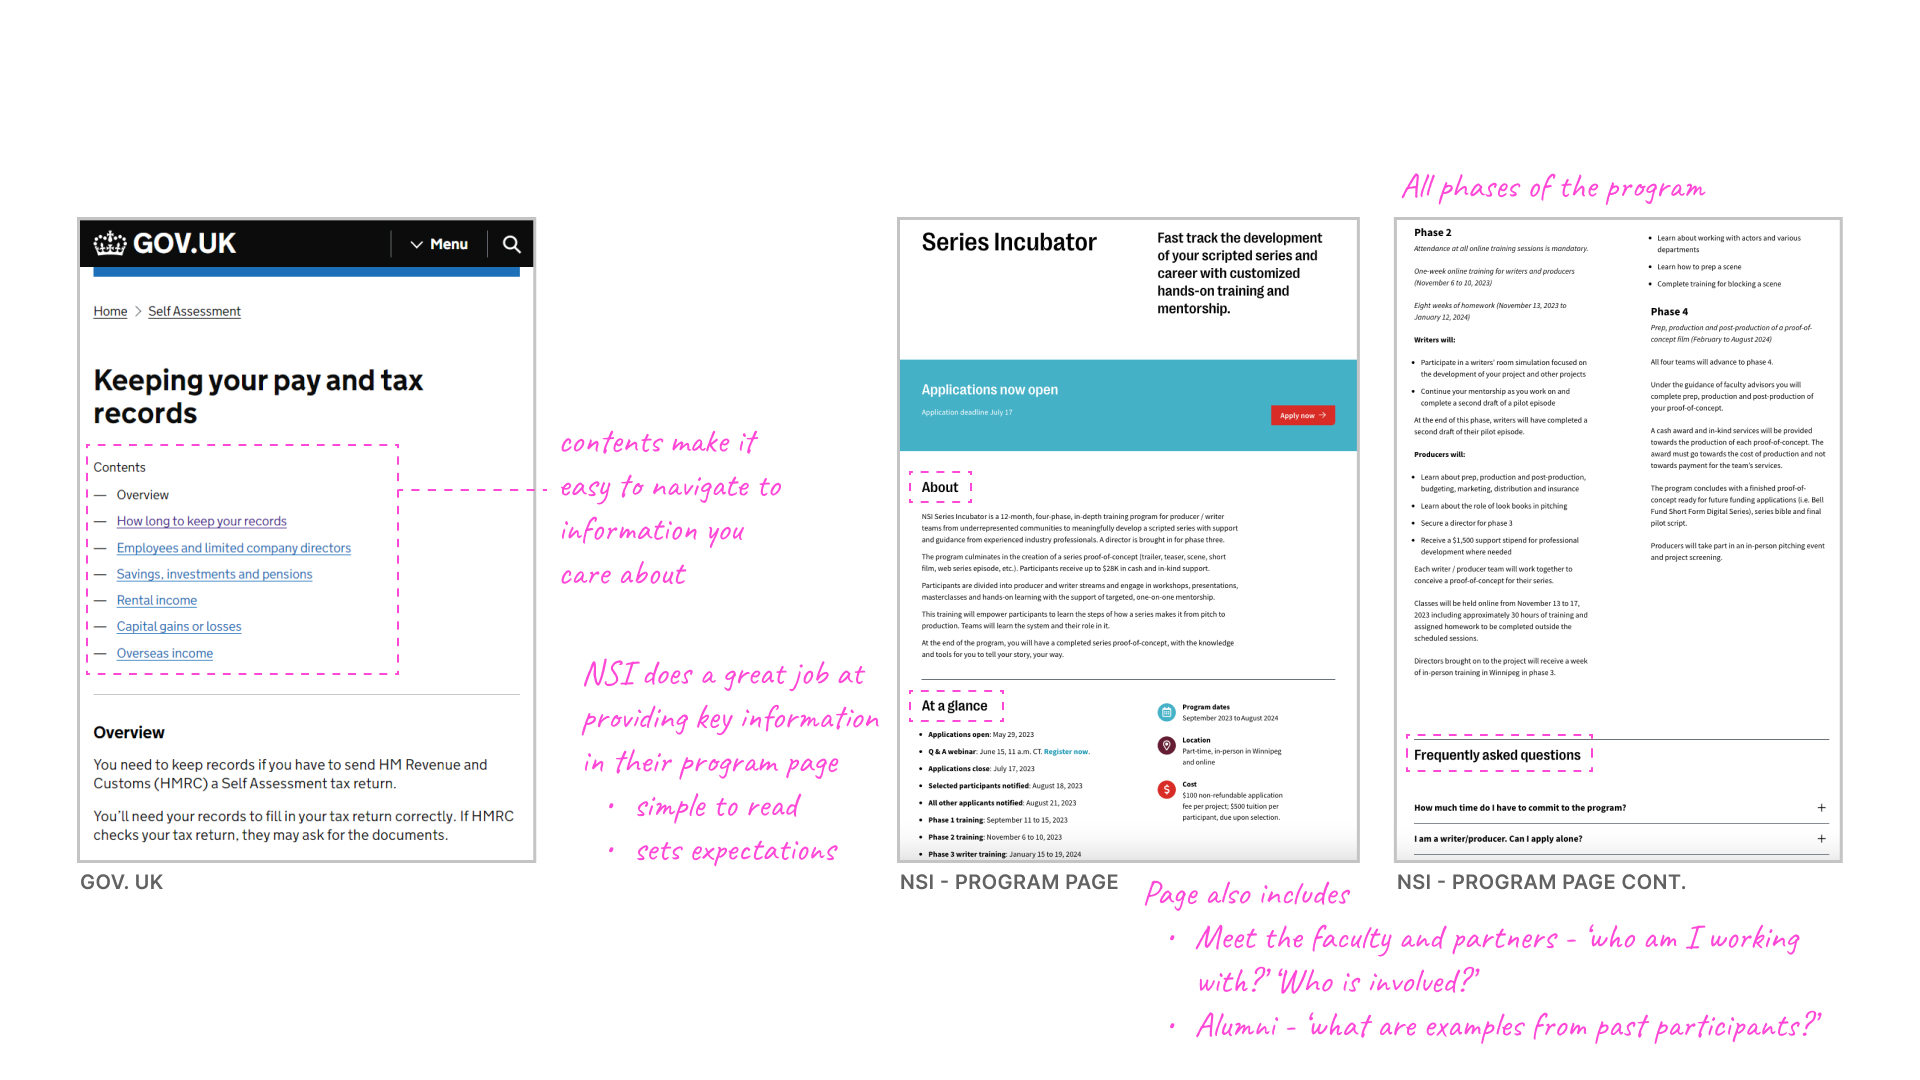 All phases of the program
GOV.UK
Menu
Home > Self Assessment
Keeping your pay and tax
records
Contents
— Overview
— How long to keep your records
— Employees and limited company directors
— Savings, investments and pensions
— Rental income
— Capital gains or losses
— Overseas income
Overview
You need to keep records if you have to send HM Revenue and
Customs (HMRC) a Self Assessment tax return.
You'll need your records to fill in your tax return correctly. If HMRC
checks your tax return, they may ask for the documents.
GOV. UK
contents make it
easy to navigate to
information you
care about
NSI does a great job at
providing key information
in their program page
• simple to read
• sets expectations
Series Incubator
Fast track the development
of your scripted series and
career with customized
hands-on training and
mentorship.
Applications now open
Application deadline July 17
Apply now →
About
NSI Series Incubator is a 12-month, four-phase, in-depth training program for producer / writer
teams from underrepresented communities to meaningfully develop a scripted series with support
and guidance from experienced industry professionals. A director is brought in for phase three.
The program culminates in the creation of a series proof-of-concept (trailer, teaser, scene, short
film, web series episode, etc.). Participants receive up to $28K in cash and in-kind support.
Participants are divided into producer and writer streams and engage in workshops, presentations,
masterclasses and hands-on learning with the support of targeted, one-on-one mentorship.
This training will empower participants to learn the steps of how a series makes it from pitch to
production. Teams will learn the system and their role in it.
At the end of the program, you will have a completed series proof-of-concept, with the knowledge
and tools for you to tell your story, your way.
At a glance
• Applications open: May 29, 2023
• Q & A webinar: June 15, 11 a.m. CT. Register now.
• Applications close: July 17, 2023
• Selected participants notified: August 18, 2023
• All other applicants notified: August 21, 2023
• Phase 1 training: September 11 to 15, 2023
• Phase 2 training: November 6 to 10, 2023
• Phase 3 writer training: January 15 to 19, 2024
Program dates
September 2023 to August 2024
Location
Part-time, in-person in Winnipeg
and online
$
Cost
$100 non-refundable application
fee per project; $500 tuition per
participant, due upon selection.
NSI - PROGRAM PAGE
Phase 2
Attendance at all online training sessions is mandatory.
One-week online training for writers and producers
(November 6 to 10, 2023)
Eight weeks of homework (November 13, 2023 to
January 12, 2024)
Writers will:
• Participate in a writers' room simulation focused on
the development of your project and other projects
• Continue your mentorship as you work on and
complete a second draft of a pilot episode
At the end of this phase, writers will have completed a
second draft of their pilot episode.
Producers will:
• Learn about prep, production and post-production,
budgeting, marketing, distribution and insurance
• Learn about the role of look books in pitching
• Secure a director for phase 3
• Receive a $1,500 support stipend for professional
development where needed
Each writer / producer team will work together to
conceive a proof-of-concept for their series.
Classes will be held online from November 13 to 17,
2023 including approximately 30 hours of training and
assigned homework to be completed outside the
scheduled sessions.
Directors brought on to the project will receive a week
of in-person training in Winnipeg in phase 3.
• Learn about working with actors and various
departments
• Learn how to prep a scene
• Complete training for blocking a scene
Phase 4
Prep, production and post-production of a proof-of-
concept film (February to August 2024)
All four teams will advance to phase 4.
Under the guidance of faculty advisors you will
complete prep, production and post-production of
your proof-of-concept.
A cash award and in-kind services will be provided
towards the production of each proof-of-concept. The
award must go towards the cost of production and not
towards payment for the team's services.
The program concludes with a finished proof-of-
concept ready for future funding applications (i.e. Bell
Fund Short Form Digital Series), series bible and final
pilot script.
Producers will take part in an in-person pitching event
and project screening.
Frequently asked questions
How much time do I have to commit to the program? +
I am a writer/producer. Can I apply alone? +
NSI - PROGRAM PAGE CONT.
Page also includes
• Meet the faculty and partners - 'who am I working
with?' 'Who is involved?'
• Alumni - 'what are examples from past participants?'